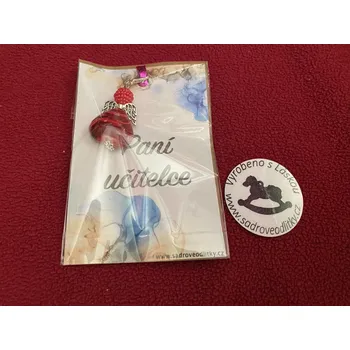 Paní
učitelce
www.sadroveodlitky.cz
Vyrobeno s Láskou
www.sadroveodlitky.cz